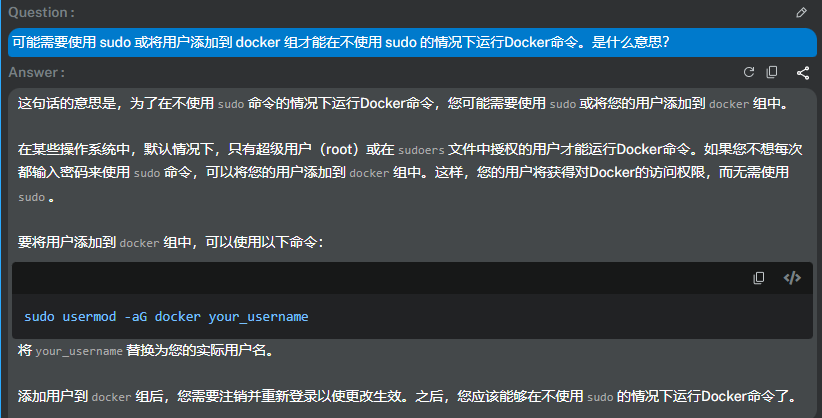 Question :
可能需要使用 sudo 或将用户添加到 docker 组才能在不使用 sudo 的情况下运行Docker命令。是什么意思?
Answer :
这句话的意思是，为了在不使用 sudo 命令的情况下运行Docker命令，您可能需要使用 sudo 或将您的用户添加到 docker 组中。
在某些操作系统中，默认情况下，只有超级用户（root）或在 sudoers 文件中授权的用户才能运行Docker命令。如果您不想每次
都输入密码来使用 sudo 命令，可以将您的用户添加到 docker 组中。这样，您的用户将获得对Docker的访问权限，而无需使用
sudo 。
要将用户添加到 docker 组中，可以使用以下命令：
sudo usermod -aG docker your_username
将 your_username 替换为您的实际用户名。
添加用户到 docker 组后，您需要注销并重新登录以使更改生效。之后，您应该能够在不使用 sudo 的情况下运行Docker命令了。